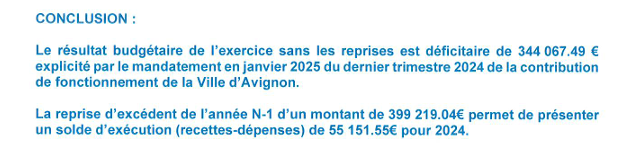 CONCLUSION :
Le résultat budgétaire de l'exercice sans les reprises est déficitaire de 344 067.49 €
explicité par le mandatement en janvier 2025 du dernier trimestre 2024 de la contribution
de fonctionnement de la Ville d'Avignon.
La reprise d'excédent de l'année N-1 d'un montant de 399 219.04€ permet de présenter
un solde d'exécution (recettes-dépenses) de 55 151.55€ pour 2024.